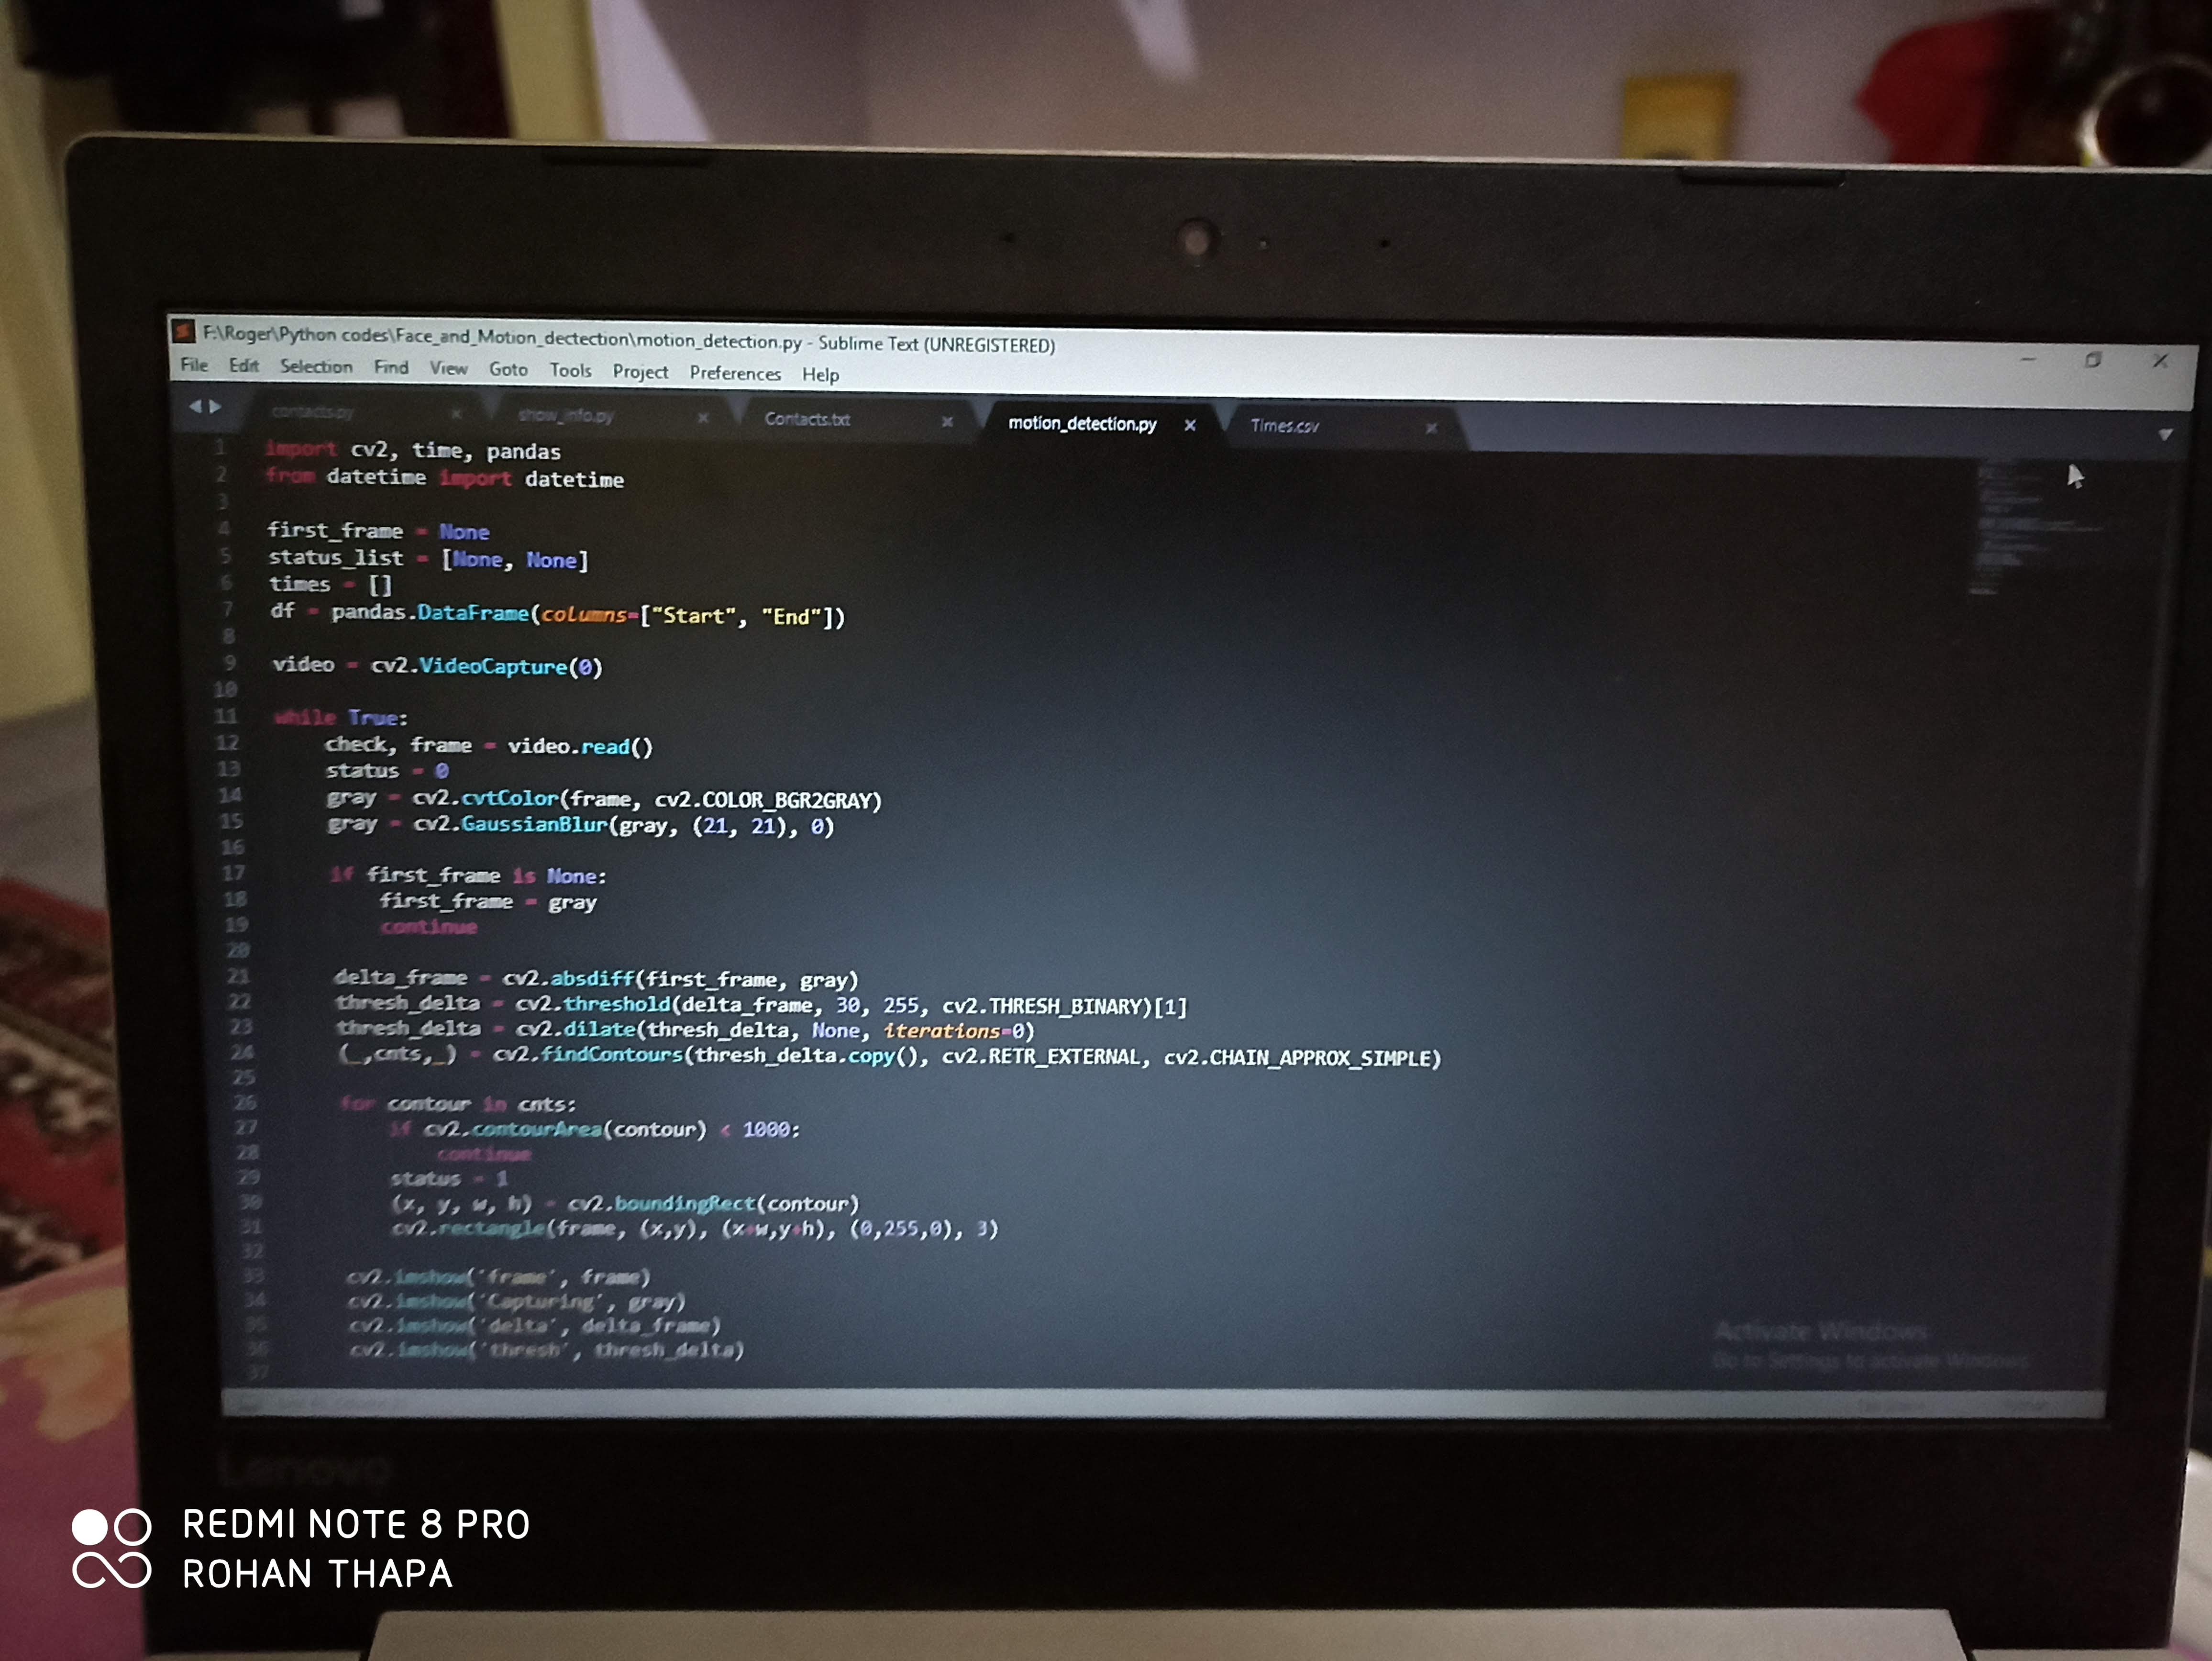 F:\Roger\Python codes\Face_and_Motion_dectection\motion_detection.py - Sublime Text (UNREGISTERED)
File Edit Selection Find View Goto Tools Project Preferences Help
contacts.py show_info.py Contacts.txt motion_detection.py Times.csv
1 import cv2, time, pandas
2 from datetime import datetime
3
4 first_frame = None
5 status_list = [None, None]
6 times = []
7 df = pandas.DataFrame(columns=["Start", "End"])
8
9 video = cv2.VideoCapture(0)
10
11 while True:
12     check, frame = video.read()
13     status = 0
14     gray = cv2.cvtColor(frame, cv2.COLOR_BGR2GRAY)
15     gray = cv2.GaussianBlur(gray, (21, 21), 0)
16
17     if first_frame is None:
18         first_frame = gray
19         continue
20
21     delta_frame = cv2.absdiff(first_frame, gray)
22     thresh_delta = cv2.threshold(delta_frame, 30, 255, cv2.THRESH_BINARY)[1]
23     thresh_delta = cv2.dilate(thresh_delta, None, iterations=0)
24     (_,cnts,_) = cv2.findContours(thresh_delta.copy(), cv2.RETR_EXTERNAL, cv2.CHAIN_APPROX_SIMPLE)
25
26     for contour in cnts:
27         if cv2.contourArea(contour) < 1000:
28             continue
29         status = 1
30         (x, y, w, h) = cv2.boundingRect(contour)
31         cv2.rectangle(frame, (x,y), (x+w,y+h), (0,255,0), 3)
32
33     cv2.imshow('frame', frame)
34     cv2.imshow('Capturing', gray)
35     cv2.imshow('delta', delta_frame)
36     cv2.imshow('thresh', thresh_delta)
37
Activate Windows
Go to Settings to activate Windows.
Lenovo
REDMI NOTE 8 PRO
ROHAN THAPA